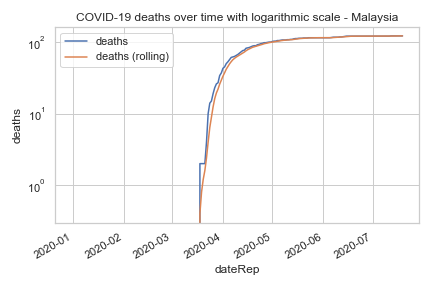 COVID-19 deaths over time with logarithmic scale - Malaysia
deaths
deaths (rolling)
10²
10¹
10⁰
deaths
2020-01
2020-02
2020-03
2020-04
2020-05
2020-06
2020-07
dateRep